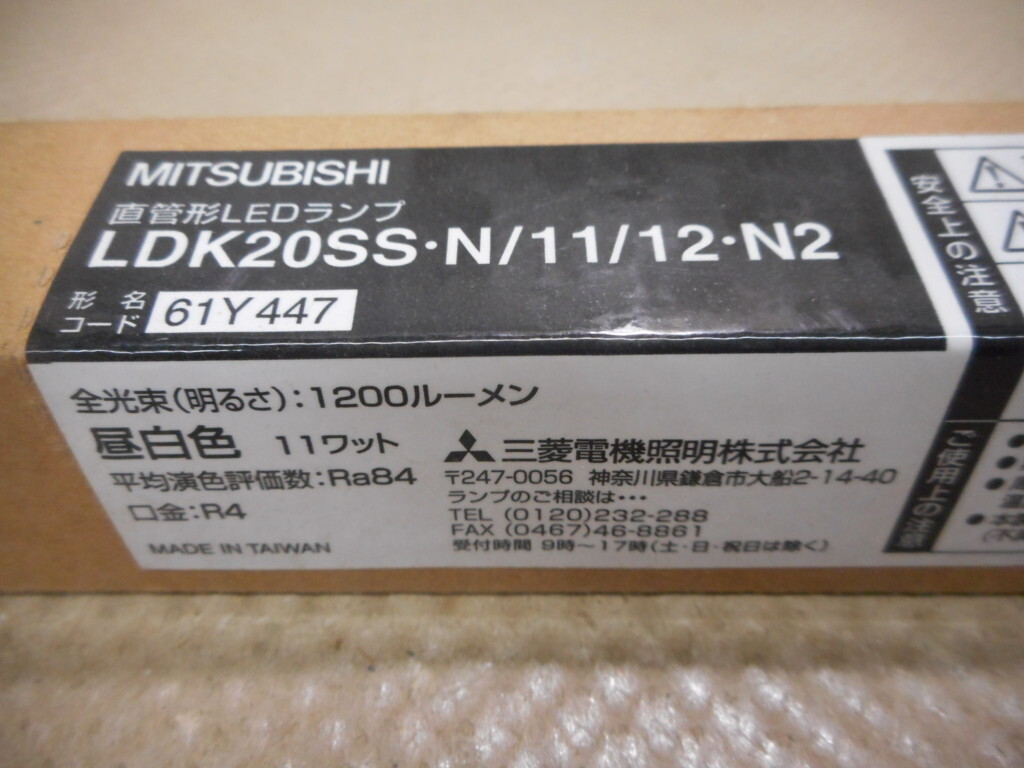 MITSUBISHI
直管形LEDランプ
LDK20SS・N/11/12・N2
形名
コード 61Y447
全光束(明るさ):1200ルーメン
昼白色 11ワット
平均演色評価数:Ra84
口金:R4
MADE IN TAIWAN
三菱電機照明株式会社
〒247-0056 神奈川県鎌倉市大船2-14-40
ランプのご相談は・・・
TEL (0120)232-288
FAX (0467)46-8861
受付時間 9時～17時(土・日・祝日は除く)
安全上の注意
ご使用上の注意